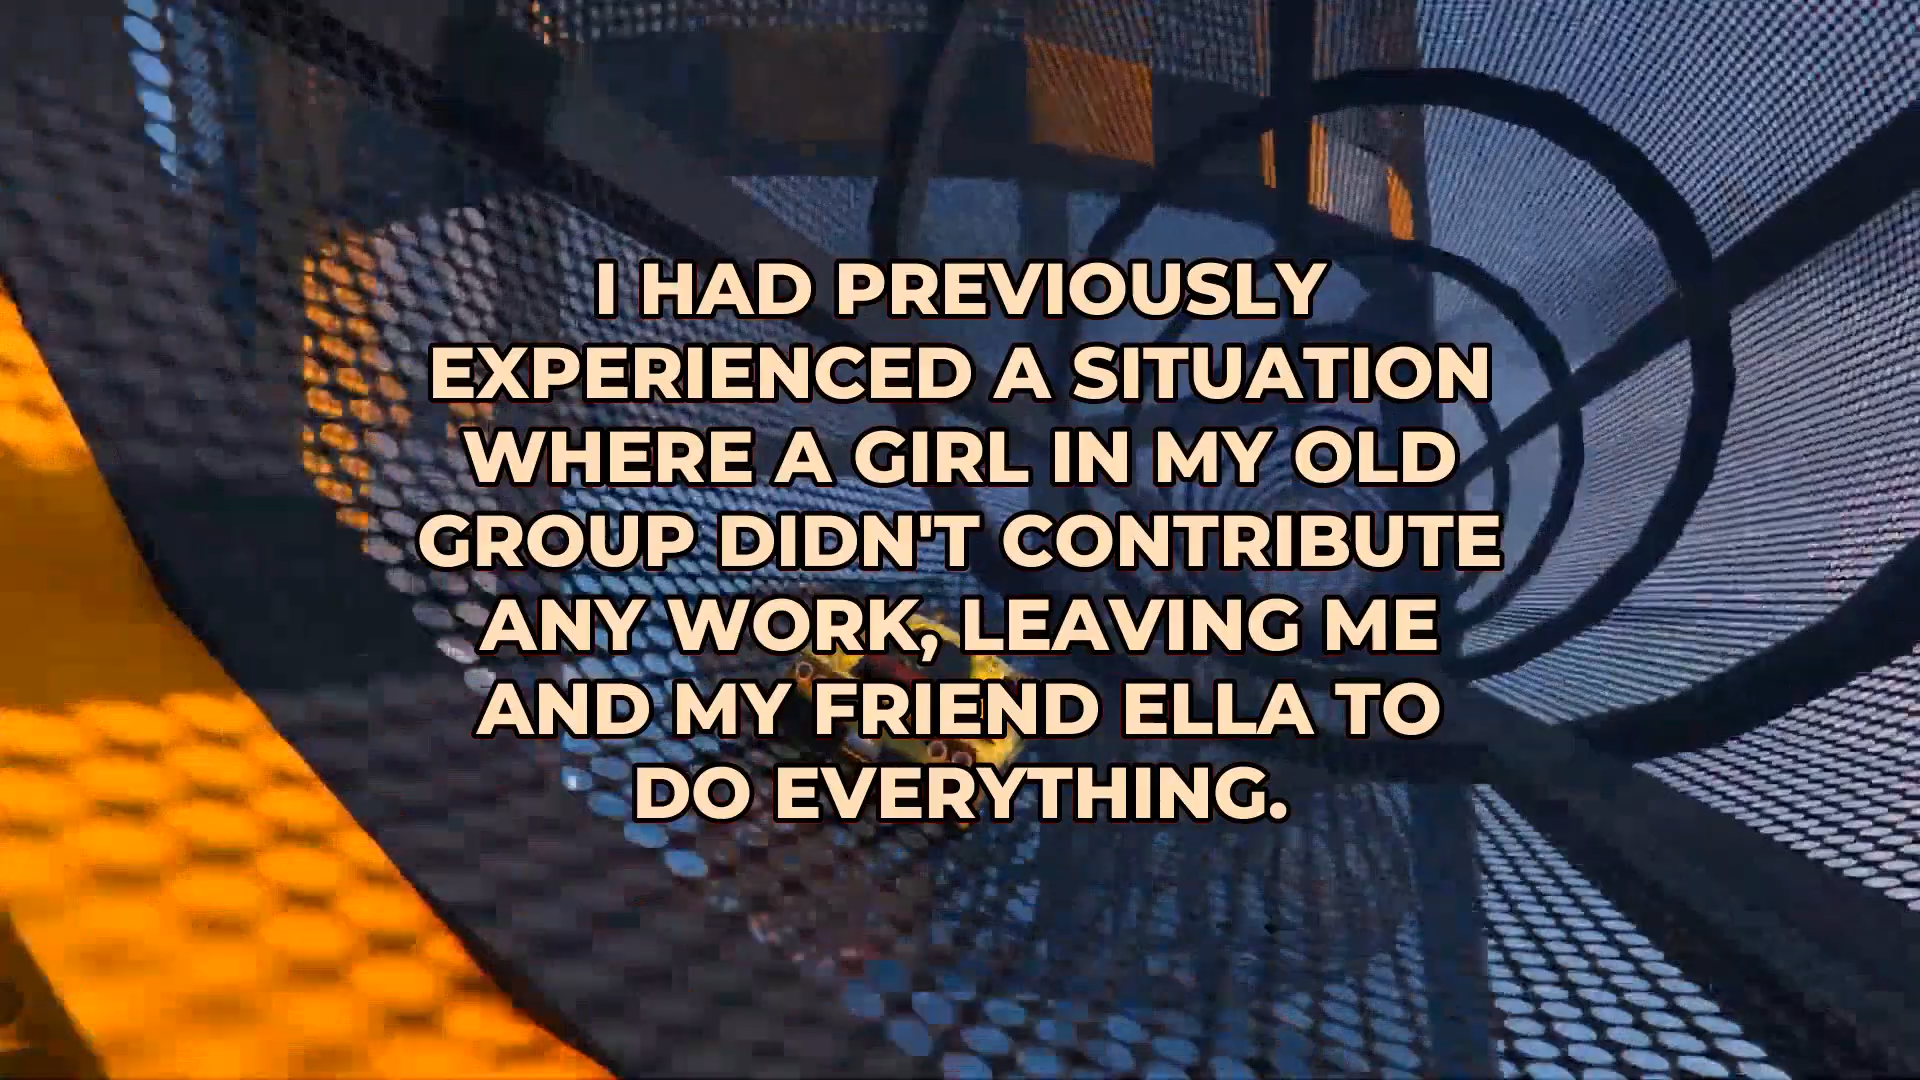 I HAD PREVIOUSLY
EXPERIENCED A SITUATION
WHERE A GIRL IN MY OLD
GROUP DIDN'T CONTRIBUTE
ANY WORK, LEAVING ME
AND MY FRIEND ELLA TO
DO EVERYTHING.